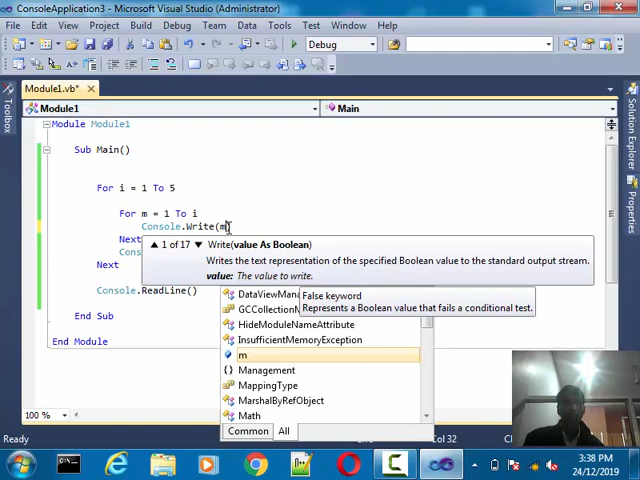 ConsoleApplication3 - Microsoft Visual Studio (Administrator)
File Edit View Project Build Debug Team Data Tools Test Window Help
Debug
Module1.vb*
Module1 Main
Toolbox
Solution Explorer
Module Module1
Sub Main()
For i = 1 To 5
For m = 1 To i
Console.Write(m)
Next
Cons
Next
Console.ReadLine()
End Sub
End Module
1 of 17 Write(value As Boolean)
Writes the text representation of the specified Boolean value to the standard output stream.
value: The value to write.
DataViewMana
GCCollectionM
False keyword
Represents a Boolean value that fails a conditional test.
HideModuleNameAttribute
InsufficientMemoryException
m
Management
MappingType
MarshalByRefObject
Math
Common All
100 %
Ready Col 32
3:38 PM
24/12/2019